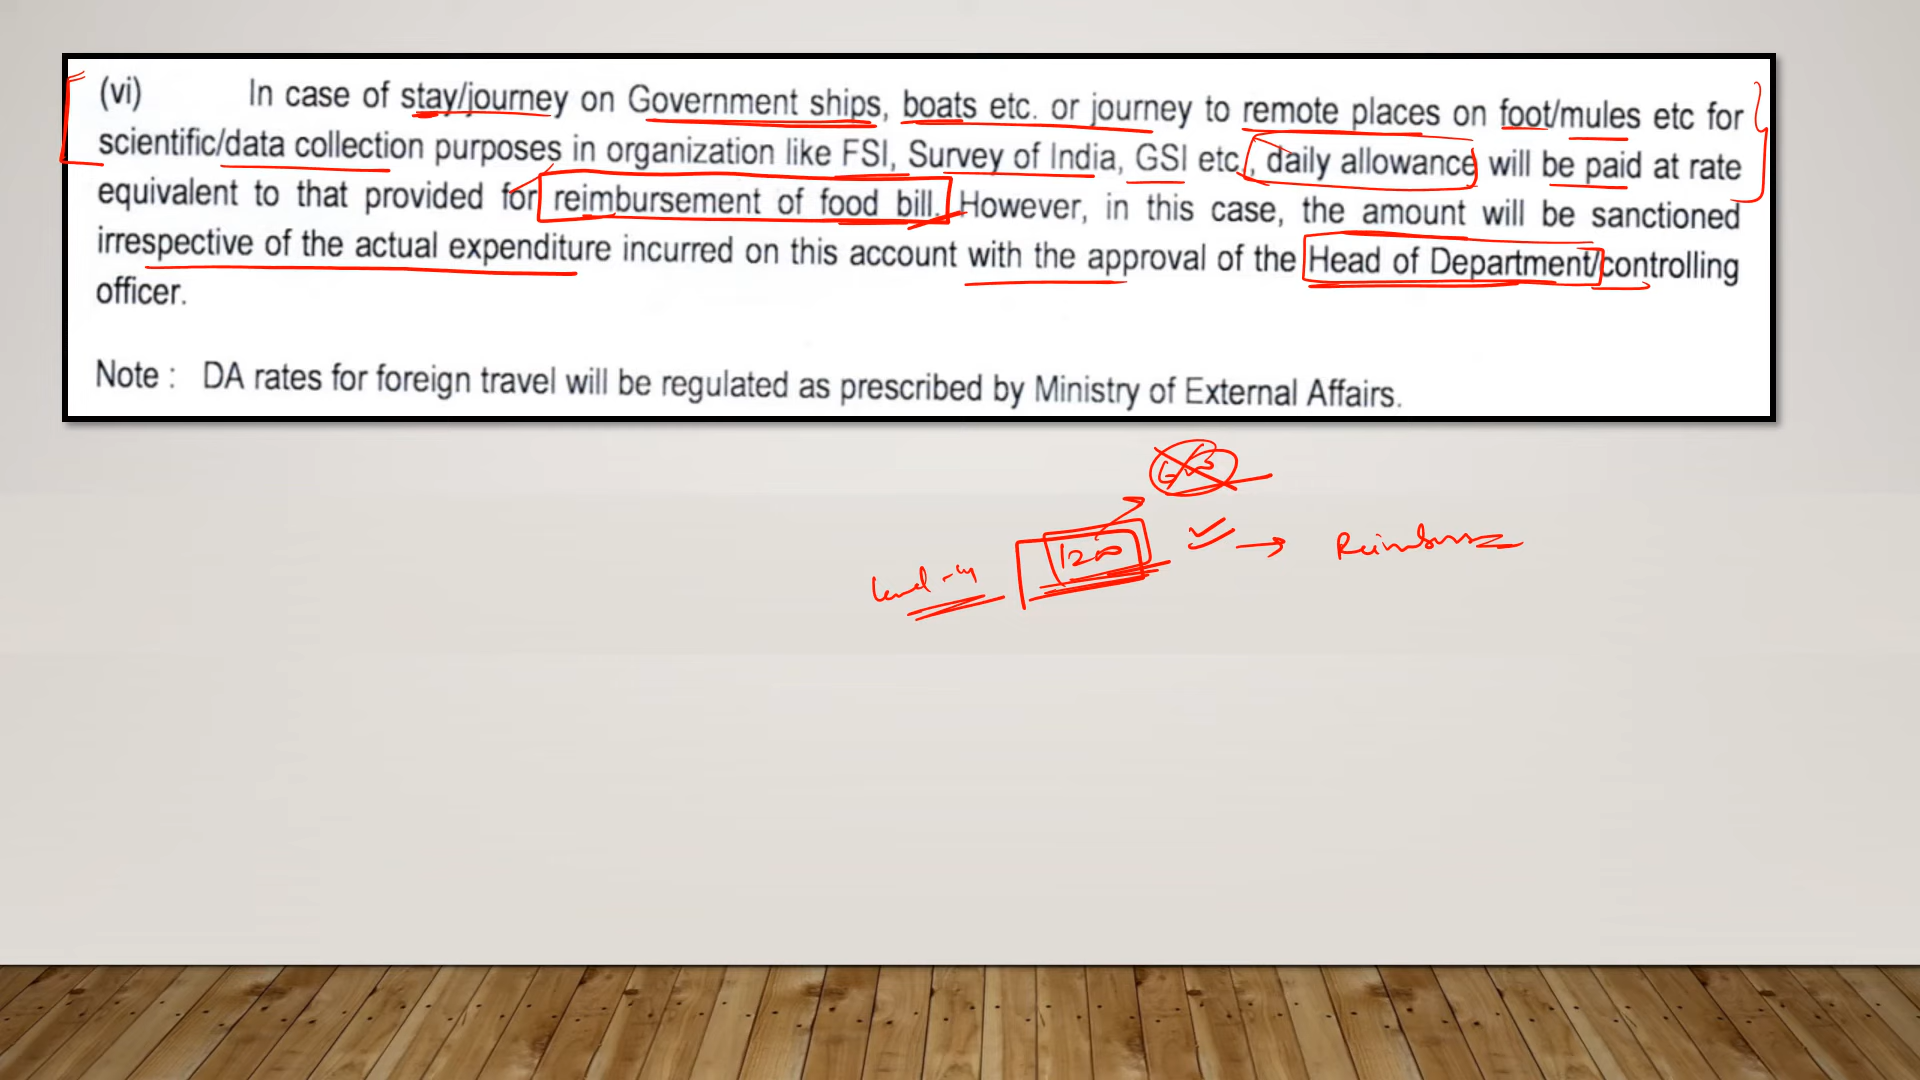 (vi) In case of stay/journey on Government ships, boats etc. or journey to remote places on foot/mules etc for
scientific/data collection purposes in organization like FSI, Survey of India, GSI etc., daily allowance will be paid at rate
equivalent to that provided for reimbursement of food bill. However, in this case, the amount will be sanctioned
irrespective of the actual expenditure incurred on this account with the approval of the Head of Department/controlling
officer.
Note : DA rates for foreign travel will be regulated as prescribed by Ministry of External Affairs.
1200